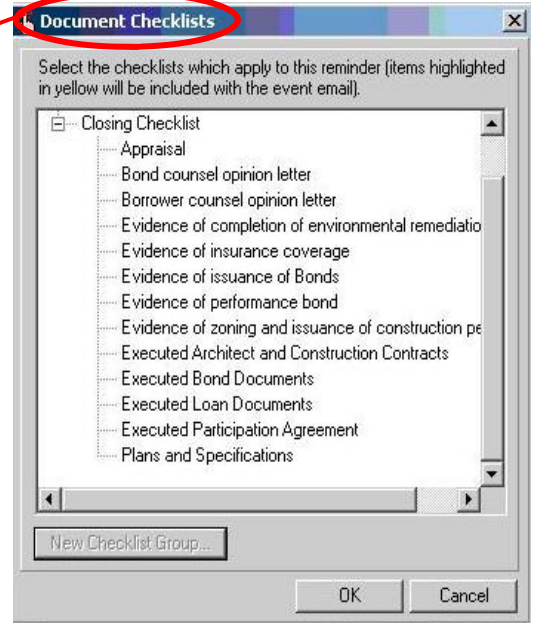 Document Checklists
Select the checklists which apply to this reminder (items highlighted
in yellow will be included with the event email).
Closing Checklist
Appraisal
Bond counsel opinion letter
Borrower counsel opinion letter
Evidence of completion of environmental remediatio
Evidence of insurance coverage
Evidence of issuance of Bonds
Evidence of performance bond
Evidence of zoning and issuance of construction pe
Executed Architect and Construction Contracts
Executed Bond Documents
Executed Loan Documents
Executed Participation Agreement
Plans and Specifications
New Checklist Group...
OK Cancel